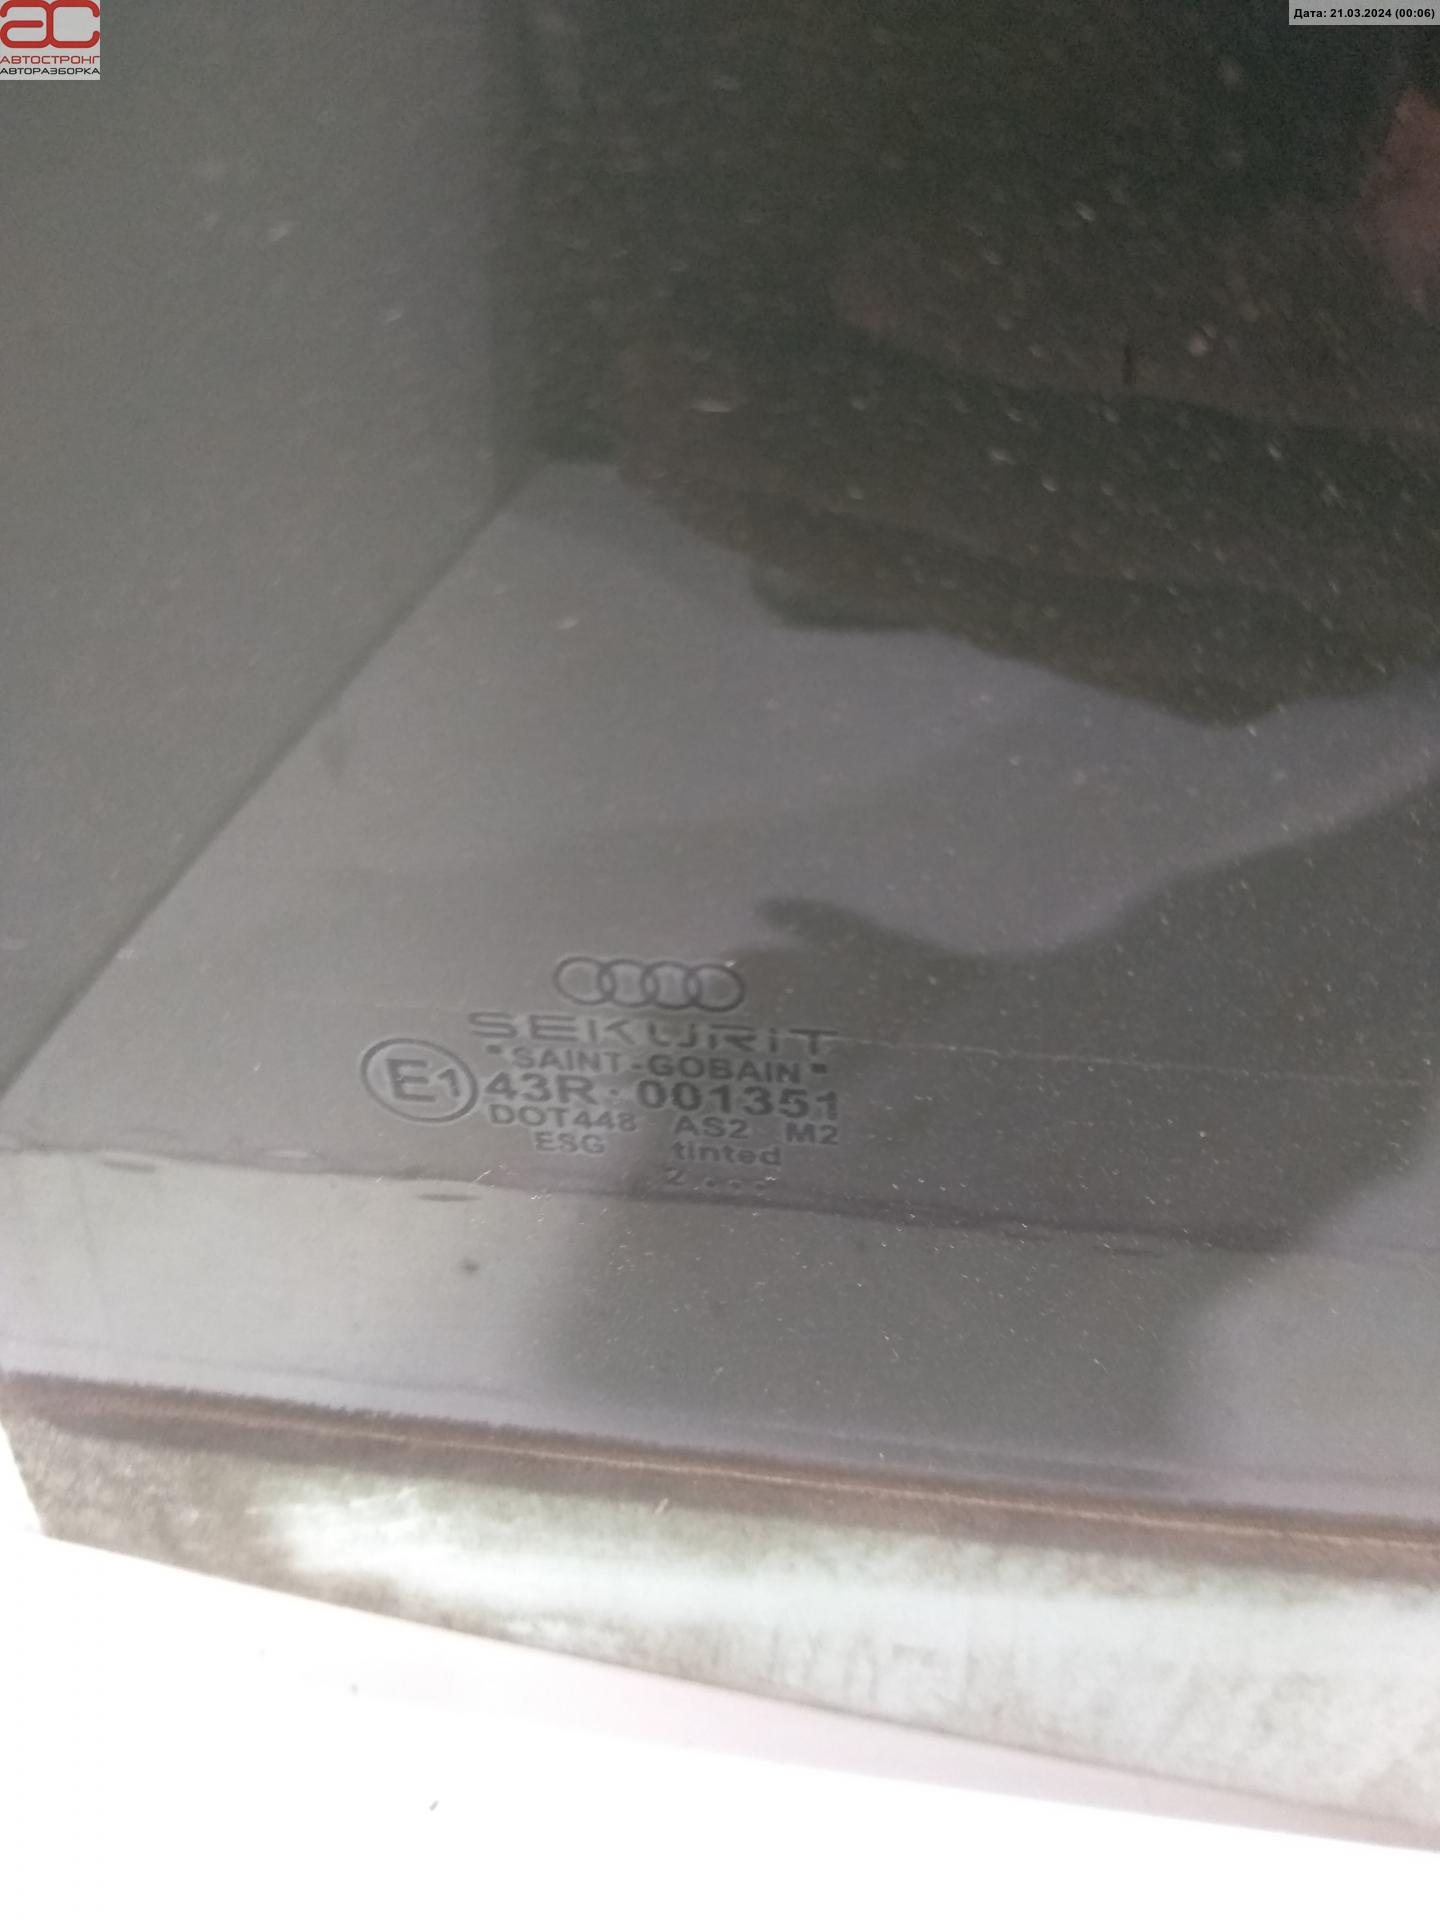 АВТОСТРОНГ
АВТОРАЗБОРКА
Дата: 21.03.2024 (00:06)
SEKURIT
"SAINT-GOBAIN"
E1 43R·001351
DOT448 AS2 M2
ESG tinted
2....